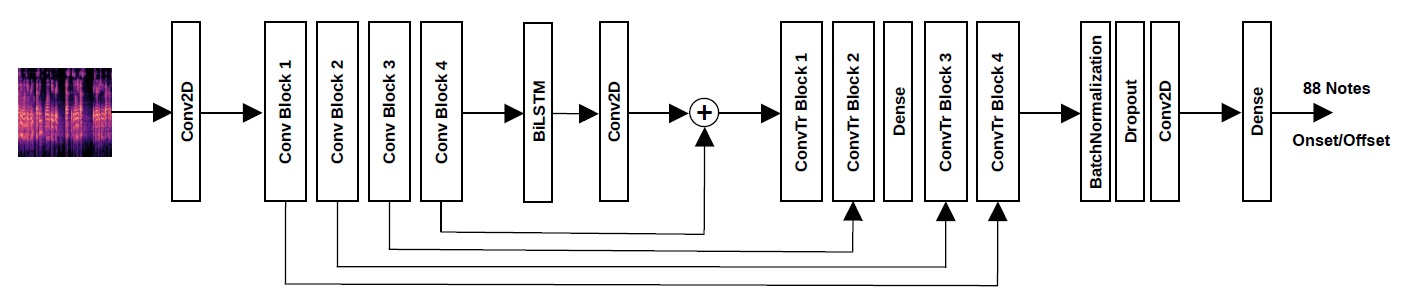 Conv2D
Conv Block 1
Conv Block 2
Conv Block 3
Conv Block 4
BiLSTM
Conv2D
+
ConvTr Block 1
ConvTr Block 2
Dense
ConvTr Block 3
ConvTr Block 4
BatchNormalization
Dropout
Conv2D
Dense
88 Notes
Onset/Offset